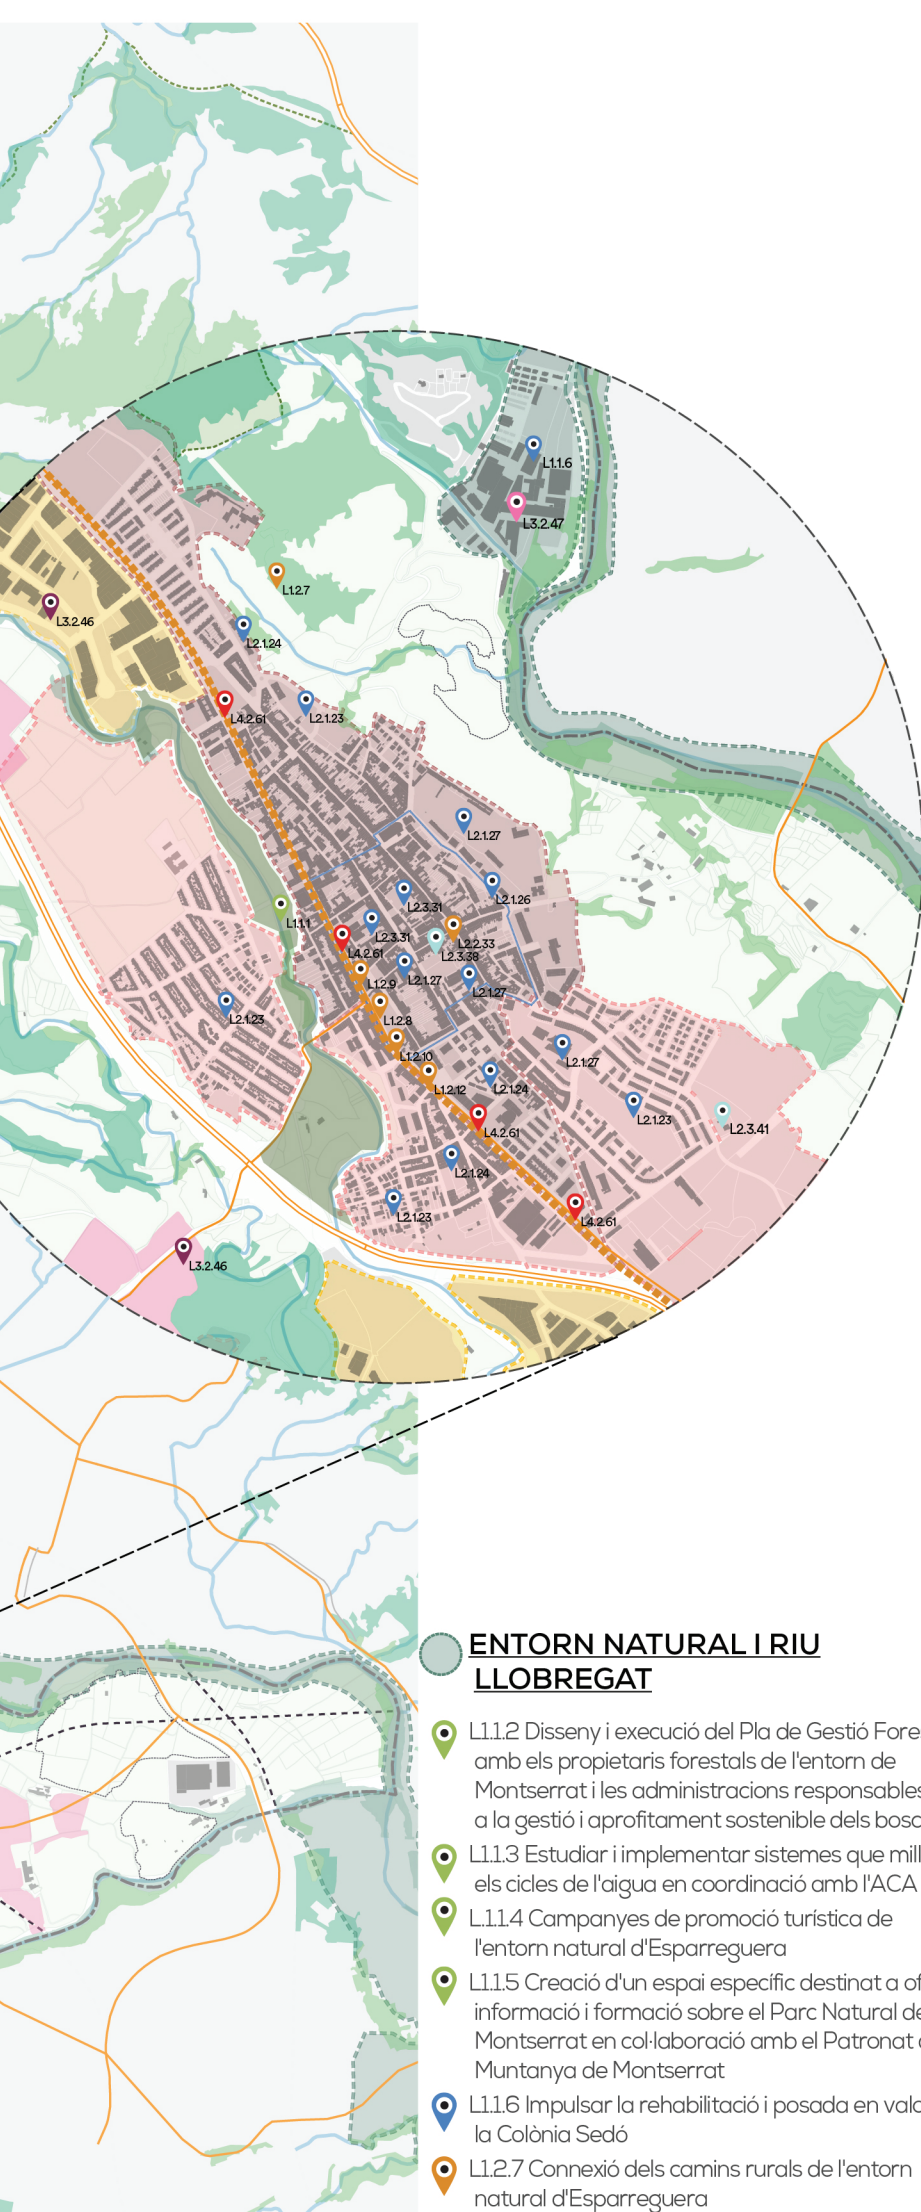 L1.1.6
L3.2.47
L1.2.7
L3.2.46
L2.1.24
L4.2.61
L2.1.23
L2.1.27
L2.1.26
L2.3.31
L1.1.1
L2.3.31
L2.2.33
L4.2.61
L2.3.38
L2.1.27
L1.2.9
L2.1.27
L2.1.23
L1.2.8
L1.2.10
L2.1.27
L1.2.12
L2.1.24
L2.1.23
L2.3.41
L4.2.61
L2.1.24
L2.1.23
L4.2.61
L3.2.46
ENTORN NATURAL I RIU
LLOBREGAT
L1.1.2 Disseny i execució del Pla de Gestió Fore
amb els propietaris forestals de l'entorn de
Montserrat i les administracions responsables
a la gestió i aprofitament sostenible dels bosc
L1.1.3 Estudiar i implementar sistemes que mill
els cicles de l'aigua en coordinació amb l'ACA
L.1.1.4 Campanyes de promoció turística de
l'entorn natural d'Esparreguera
L1.1.5 Creació d'un espai específic destinat a of
informació i formació sobre el Parc Natural de
Montserrat en col·laboració amb el Patronat
Muntanya de Montserrat
L1.1.6 Impulsar la rehabilitació i posada en valo
la Colònia Sedó
L1.2.7 Connexió dels camins rurals de l'entorn
natural d'Esparreguera